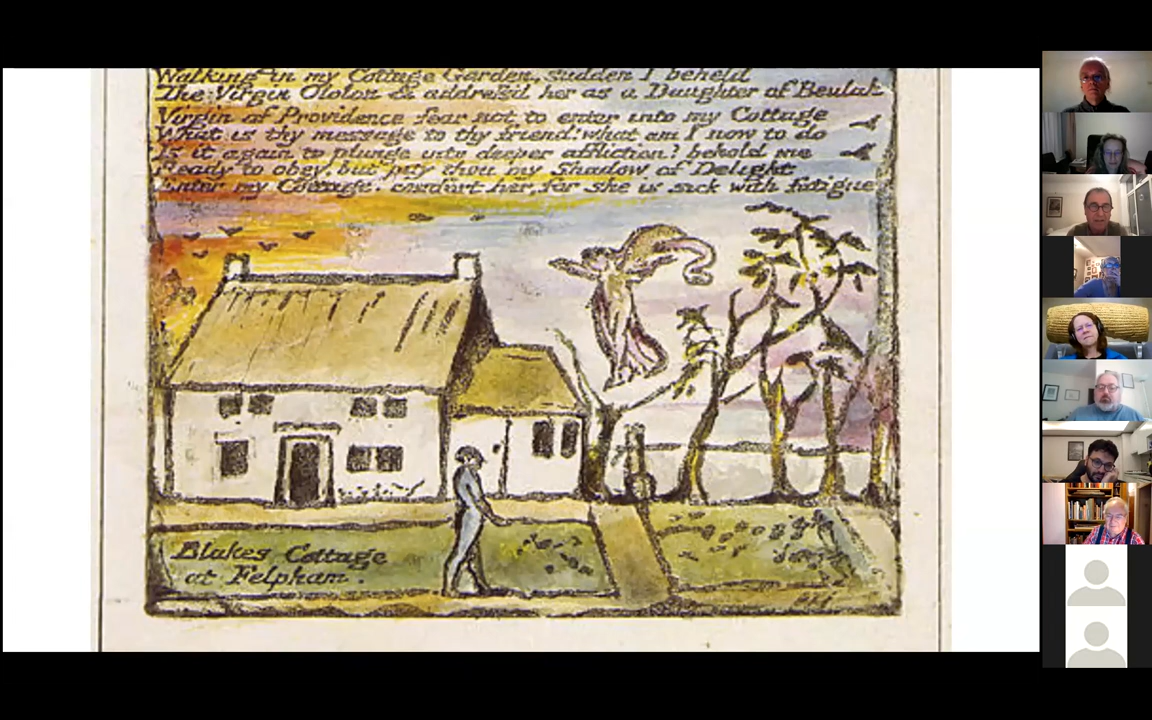 Walking in my Cottage Garden, sudden I beheld
The Virgin Ololon & address'd her as a Daughter of Beulah
Virgin of Providence fear not to enter into my Cottage
What is thy message to thy friend? what am I now to do
Is it again to plunge into deeper affliction? behold me
Ready to obey, but pity thou my Shadow of Delight
Enter my Cottage, comfort her, for she is sick with fatigue
Blakes Cottage
at Felpham.